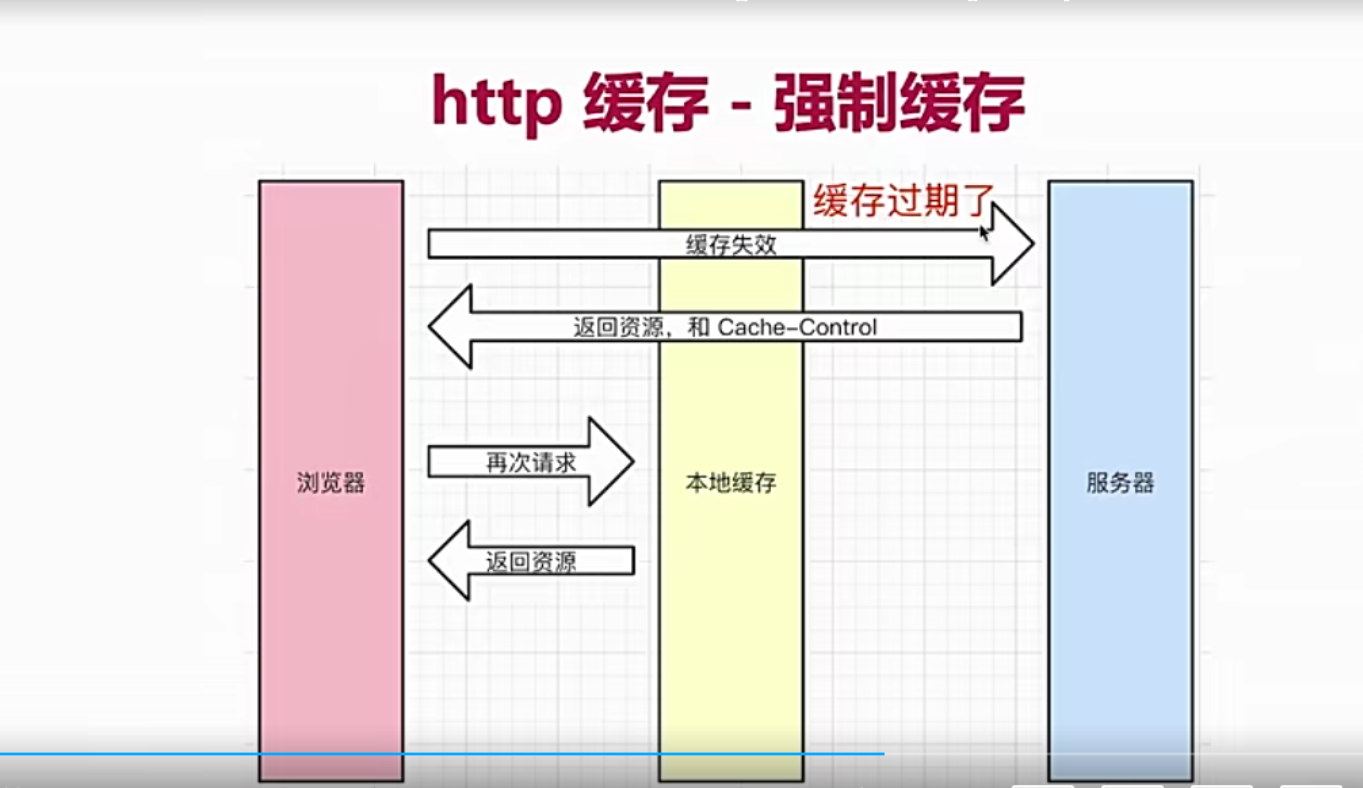 http 缓存 - 强制缓存
缓存过期了
缓存失效
返回资源，和 Cache-Control
再次请求
浏览器
本地缓存
服务器
返回资源